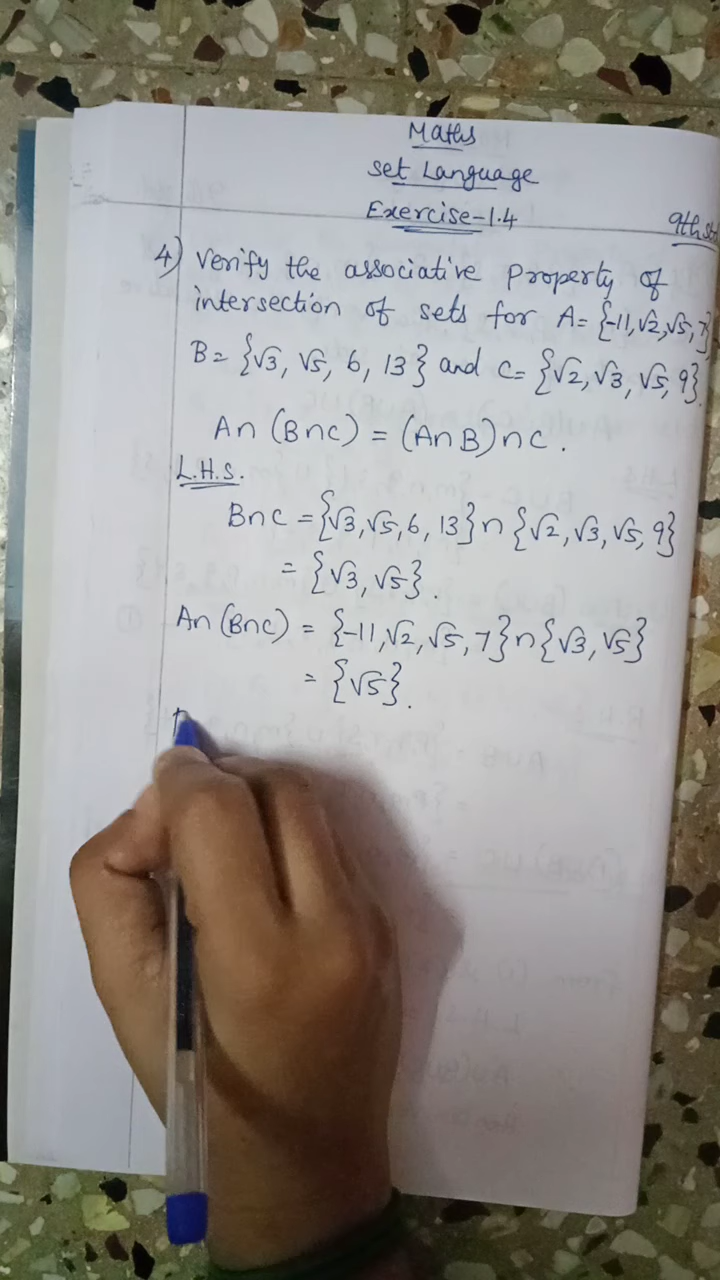 Maths
Set Language
Exercise-1.4
9th std
4) Verify the associative Property of
intersection of sets for A= {-11, √2, √5, 7}
B= {√3, √5, 6, 13} and C= {√2, √3, √5, 9}.
A∩(B∩C) = (A∩B)∩C.
L.H.S.
B∩C = {√3, √5, 6, 13} ∩ {√2, √3, √5, 9}
= {√3, √5}.
A∩(B∩C) = {-11, √2, √5, 7} ∩ {√3, √5}
= {√5}.